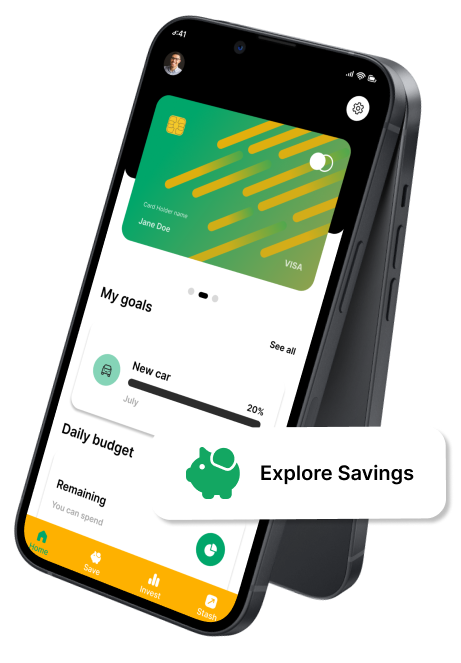 9:41
Card Holder name
Jane Doe
VISA
My goals
See all
New car
20%
July
Daily budget
Explore Savings
Remaining
You can spend
Home
Save
Invest
Stash